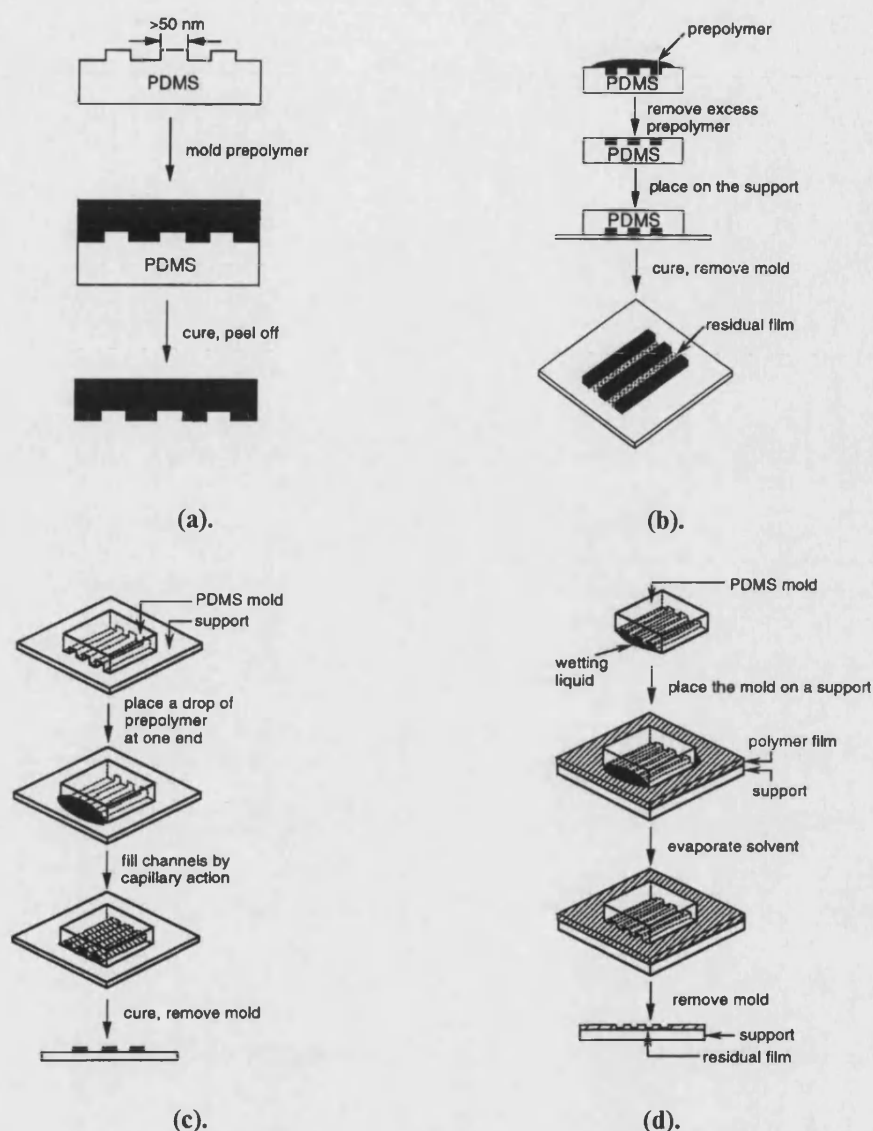 >50 nm
PDMS
mold prepolymer
PDMS
cure, peel off
(a).
prepolymer
PDMS
remove excess
prepolymer
PDMS
place on the support
PDMS
cure, remove mold
residual film
(b).
PDMS mold
support
place a drop of
prepolymer
at one end
fill channels by
capillary action
cure, remove mold
(c).
PDMS mold
wetting
liquid
place the mold on a support
polymer film
support
evaporate solvent
remove mold
support
residual film
(d).